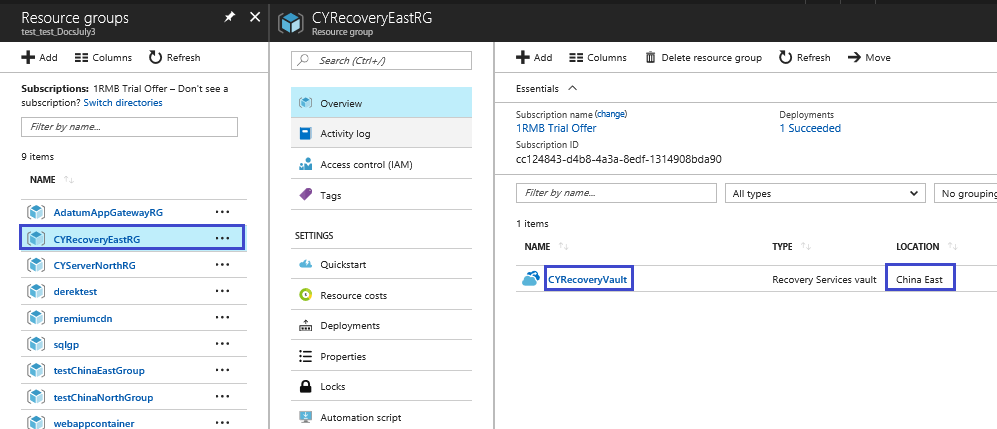 Resource groups
test_test_DocsJuly3
Add Columns Refresh
Subscriptions: 1RMB Trial Offer – Don't see a
subscription? Switch directories
Filter by name...
9 items
NAME
AdatumAppGatewayRG
CYRecoveryEastRG
CYServerNorthRG
derektest
premiumcdn
sqlgp
testChinaEastGroup
testChinaNorthGroup
webappcontainer
CYRecoveryEastRG
Resource group
Search (Ctrl+/)
Overview
Activity log
Access control (IAM)
Tags
SETTINGS
Quickstart
Resource costs
Deployments
Properties
Locks
Automation script
Add Columns Delete resource group Refresh Move
Essentials
Subscription name (change) Deployments
1RMB Trial Offer 1 Succeeded
Subscription ID
cc124843-d4b8-4a3a-8edf-1314908bda90
Filter by name... All types No grouping
1 items
NAME TYPE LOCATION
CYRecoveryVault Recovery Services vault China East